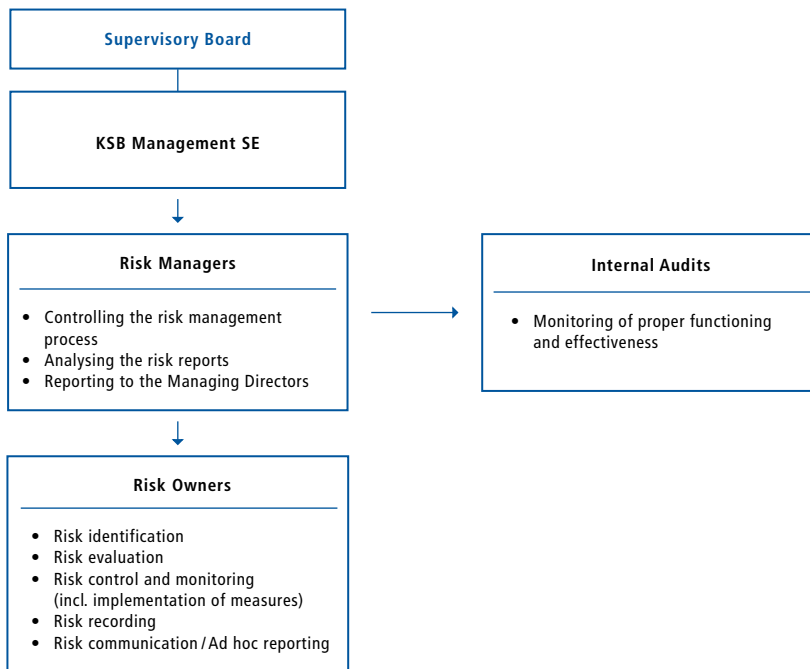 Supervisory Board
KSB Management SE
Risk Managers
• Controlling the risk management
process
• Analysing the risk reports
• Reporting to the Managing Directors
Internal Audits
• Monitoring of proper functioning
and effectiveness
Risk Owners
• Risk identification
• Risk evaluation
• Risk control and monitoring
(incl. implementation of measures)
• Risk recording
• Risk communication / Ad hoc reporting